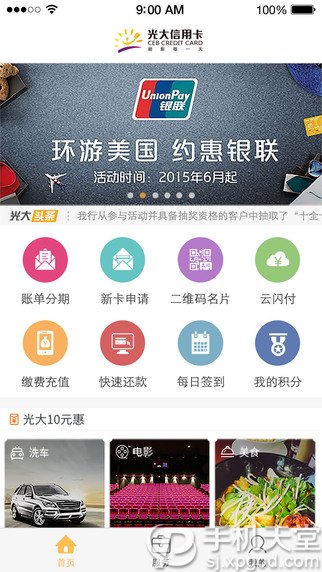 9:00 AM
100%
光大信用卡
CEB CREDIT CARD
UnionPay
银联
环游美国 约惠银联
活动时间：2015年6月起
光大 头条 我行从参与活动并具备抽奖资格的客户中抽取了“十全十
账单分期 新卡申请 二维码名片 云闪付
缴费充值 快速还款 每日签到 我的积分
光大10元惠
洗车 电影 美食
首页 服务 我的
手机天堂
sj.xpgod.com